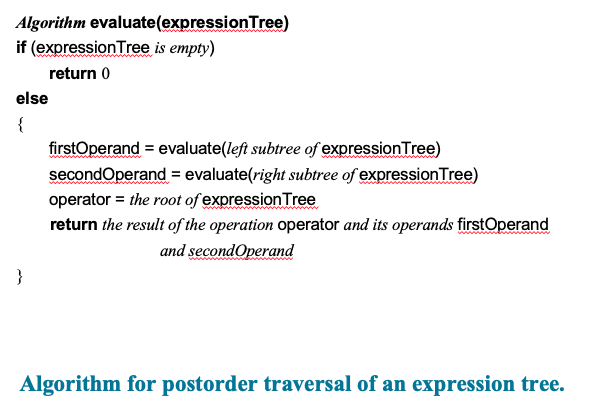 Algorithm evaluate(expressionTree)
if (expressionTree is empty)
return 0
else
{
firstOperand = evaluate(left subtree of expressionTree)
secondOperand = evaluate(right subtree of expressionTree)
operator = the root of expressionTree
return the result of the operation operator and its operands firstOperand
and secondOperand
}
Algorithm for postorder traversal of an expression tree.